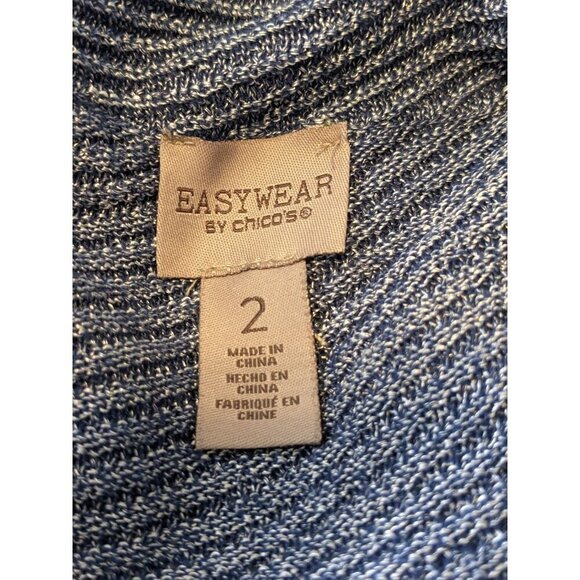 EASYWEAR
BY chico's®
2
MADE IN
CHINA
HECHO EN
CHINA
FABRIQUÉ EN
CHINE